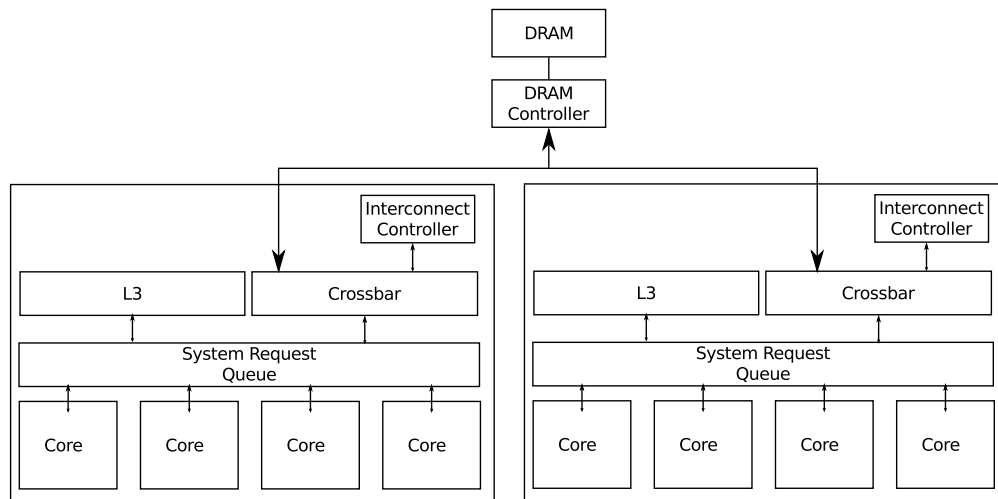 DRAM
DRAM
Controller
Interconnect
Controller
L3
Crossbar
System Request
Queue
Core
Core
Core
Core
Interconnect
Controller
L3
Crossbar
System Request
Queue
Core
Core
Core
Core